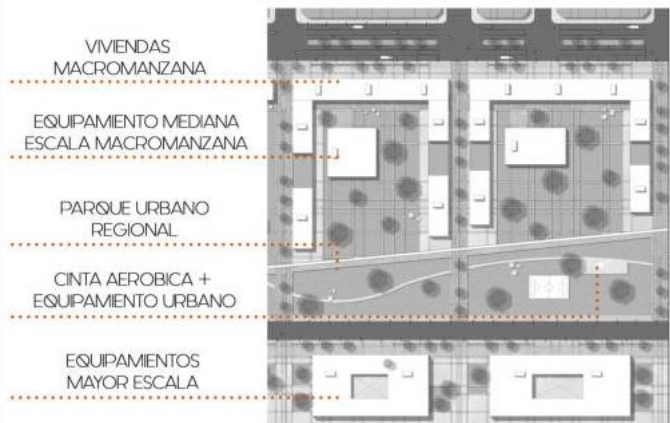 VIVIENDAS
MACROMANZANA
EQUIPAMIENTO MEDIANA
ESCALA MACROMANZANA
PARQUE URBANO
REGIONAL
CINTA AEROBICA +
EQUIPAMIENTO URBANO
EQUIPAMIENTOS
MAYOR ESCALA